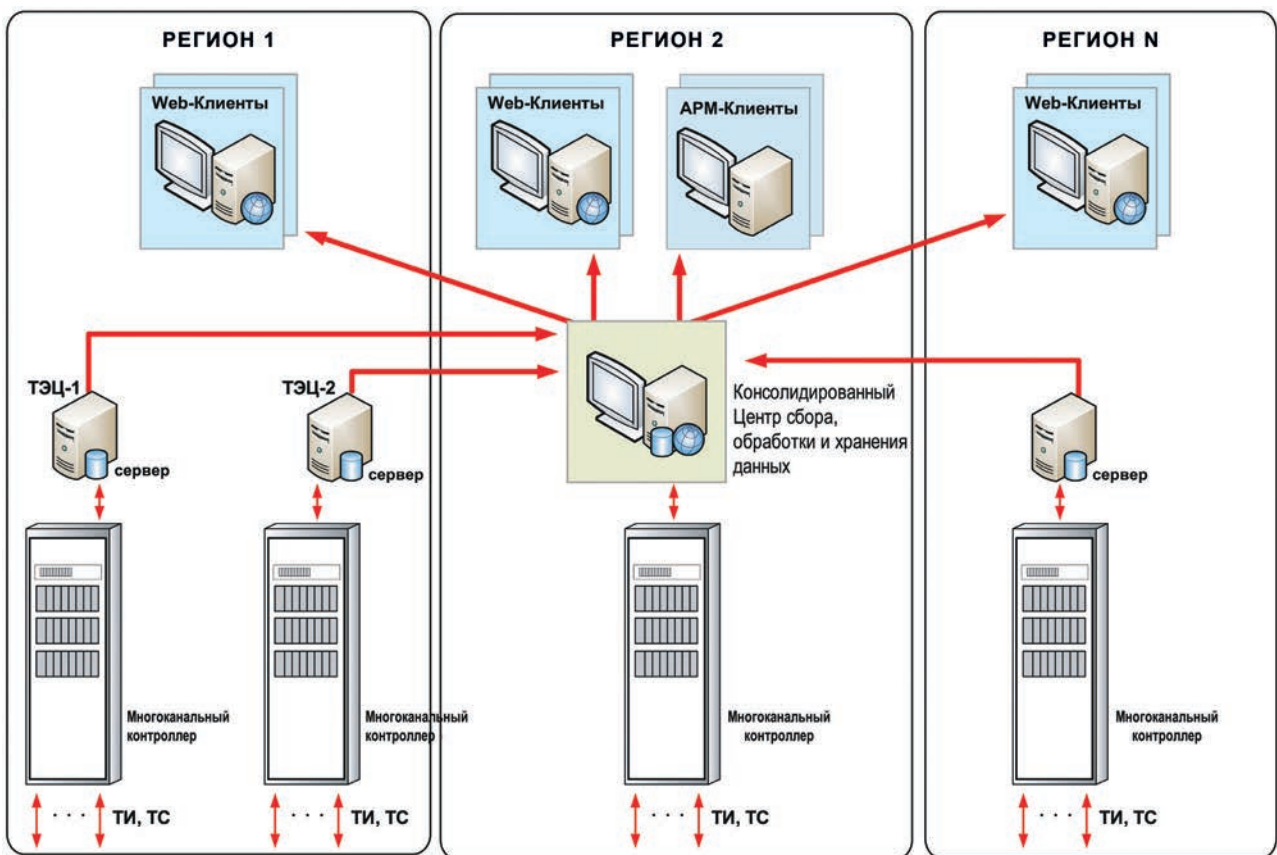 РЕГИОН 1
РЕГИОН 2
РЕГИОН N
Web-Клиенты
Web-Клиенты
АРМ-Клиенты
Web-Клиенты
ТЭЦ-1
сервер
ТЭЦ-2
сервер
Консолидированный
Центр сбора,
обработки и хранения
данных
сервер
Многоканальный
контроллер
Многоканальный
контроллер
Многоканальный
контроллер
Многоканальный
контроллер
. . . ТИ, ТС
. . . ТИ, ТС
. . . ТИ, ТС
. . . ТИ, ТС